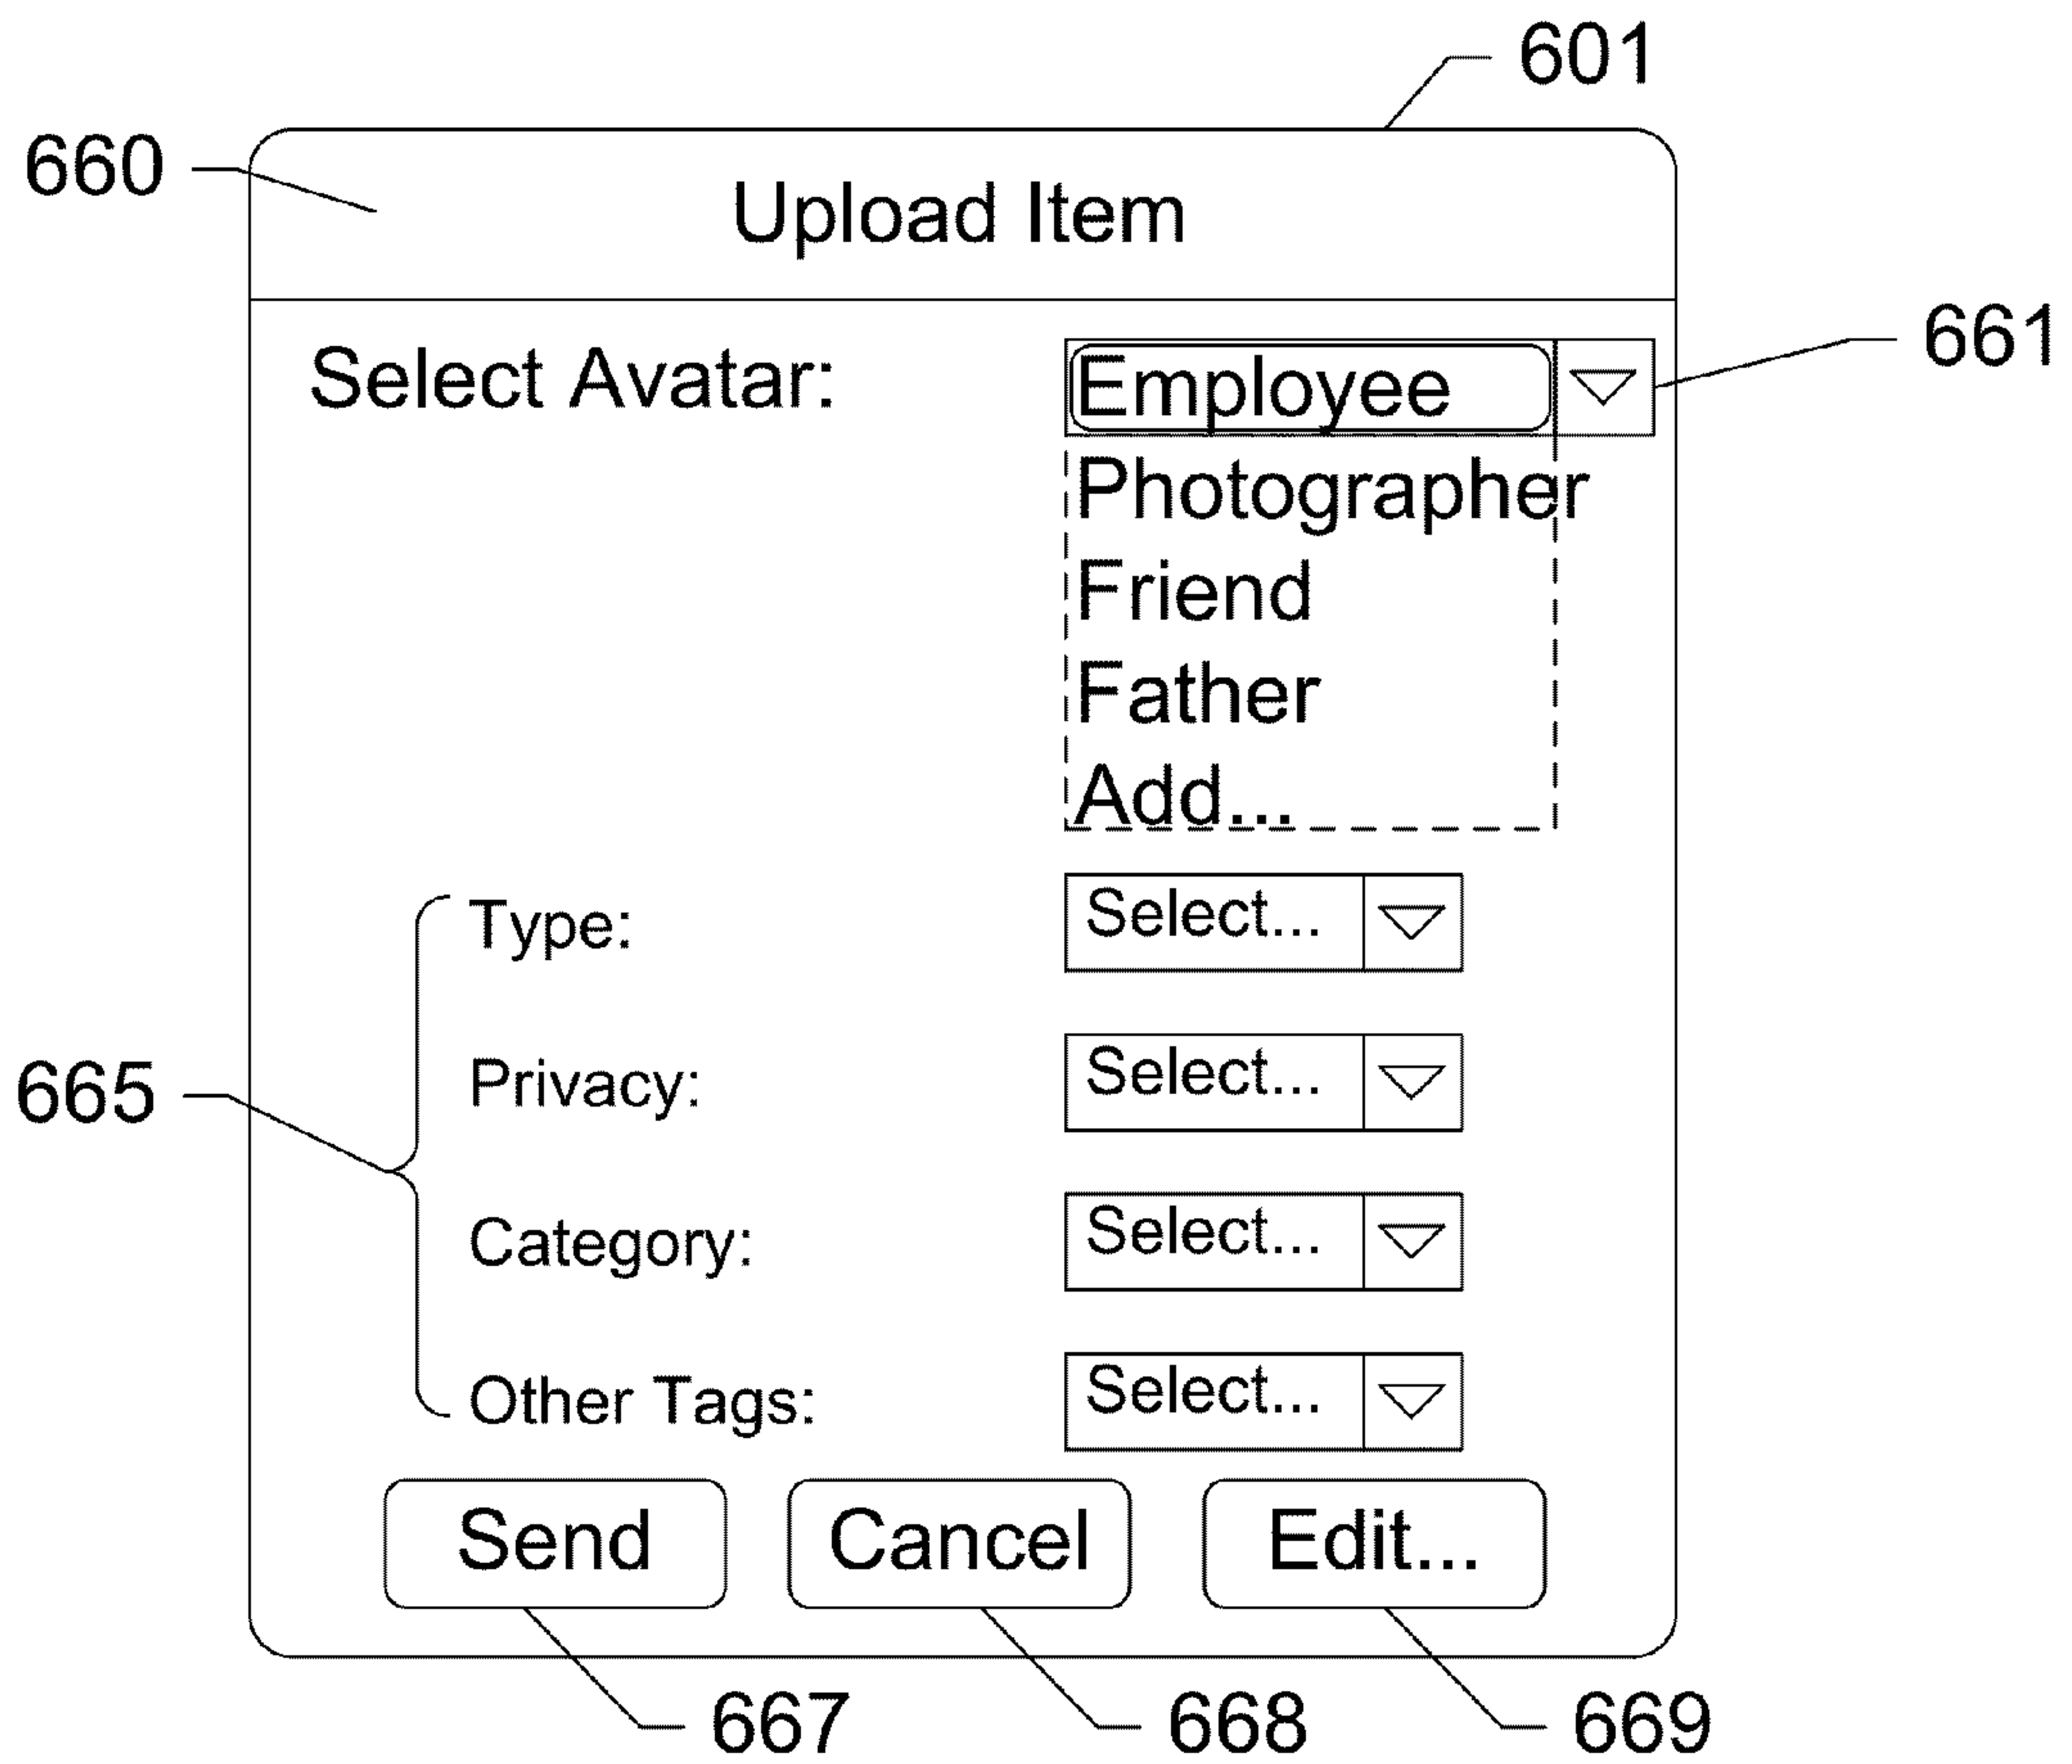 601
660
Upload Item
661
Select Avatar: Employee
Photographer
Friend
Father
Add...
Type: Select...
665
Privacy: Select...
Category: Select...
Other Tags: Select...
Send Cancel Edit...
667 668 669